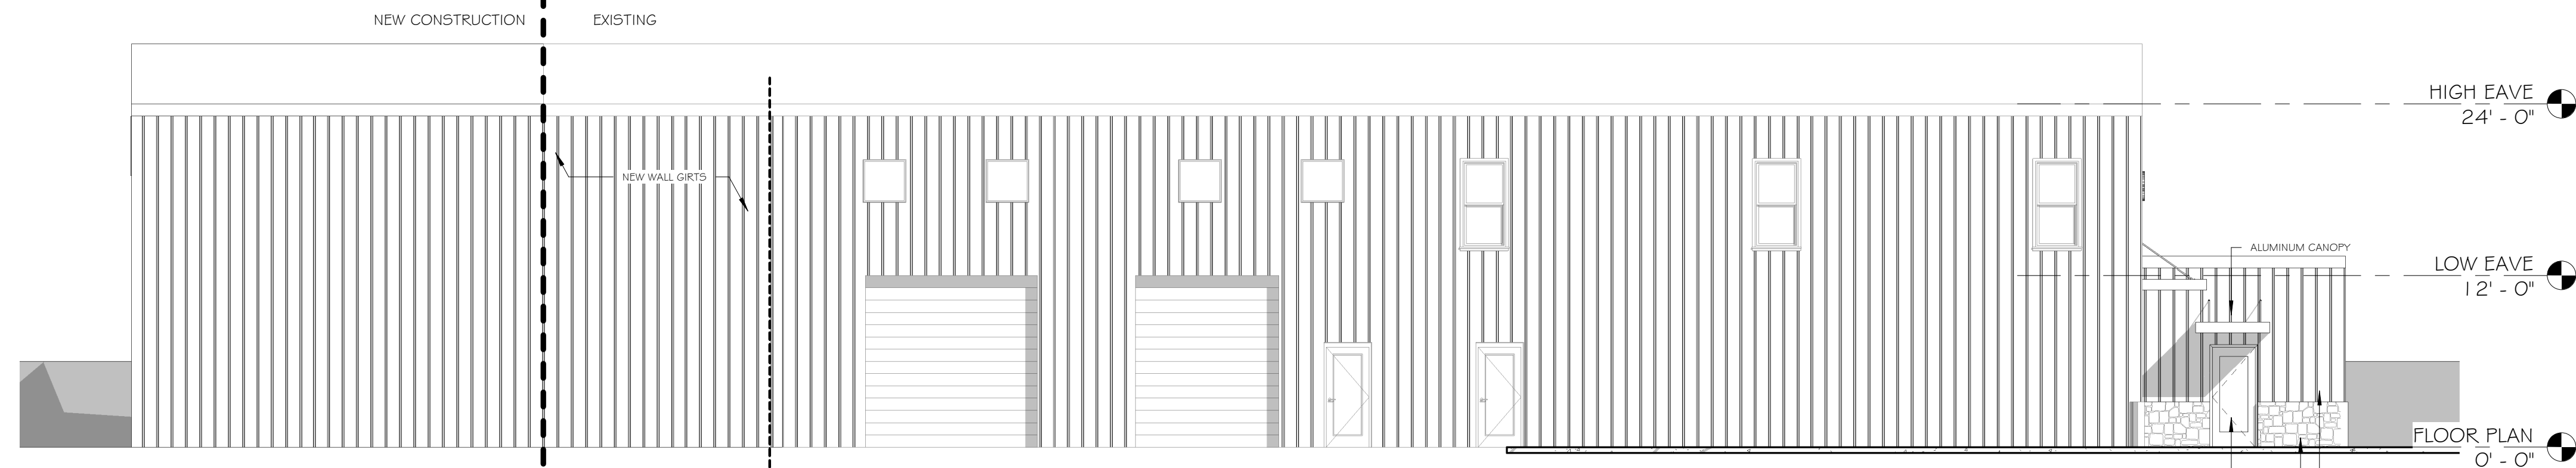 NEW CONSTRUCTION
EXISTING
HIGH EAVE
24' - 0"
NEW WALL GIRTS
ALUMINUM CANOPY
LOW EAVE
12' - 0"
FLOOR PLAN
0' - 0"